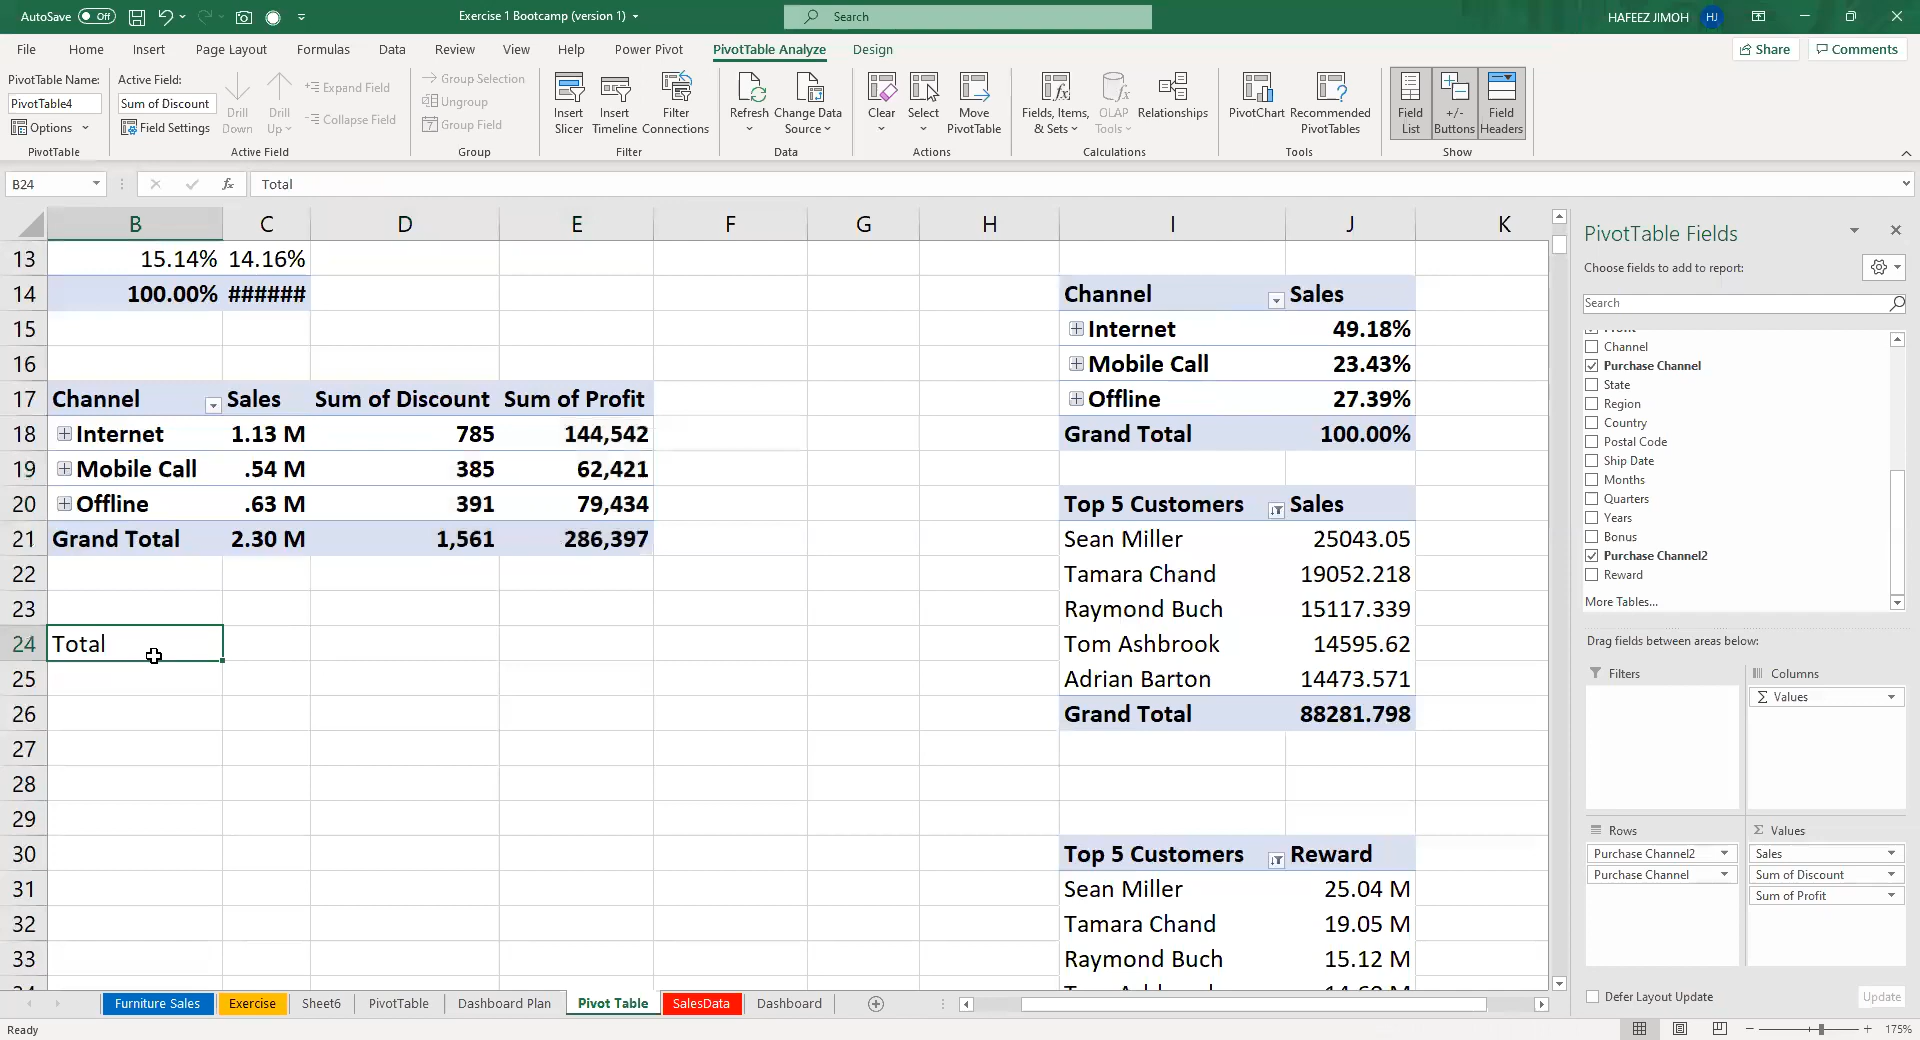 AutoSave Off
Exercise 1 Bootcamp (version 1)
Search
HAFEEZ JIMOH HJ
File Home Insert Page Layout Formulas Data Review View Help Power Pivot PivotTable Analyze Design
Share Comments
PivotTable Name:
PivotTable4
Options
PivotTable
Active Field:
Sum of Discount
Field Settings
Drill Down
Drill Up
Expand Field
Collapse Field
Active Field
Group Selection
Ungroup
Group Field
Group
Insert Slicer
Insert Timeline
Filter Connections
Filter
Refresh
Change Data Source
Data
Clear
Select
Move PivotTable
Actions
Fields, Items, & Sets
OLAP Tools
Relationships
Calculations
PivotChart
Recommended PivotTables
Tools
Field List
+/- Buttons
Field Headers
Show
B24 fx Total
B C D E F G H I J K
13 15.14% 14.16%
14 100.00% ###### Channel Sales
15 Internet 49.18%
16 Mobile Call 23.43%
17 Channel Sales Sum of Discount Sum of Profit Offline 27.39%
18 Internet 1.13 M 785 144,542 Grand Total 100.00%
19 Mobile Call .54 M 385 62,421
20 Offline .63 M 391 79,434 Top 5 Customers Sales
21 Grand Total 2.30 M 1,561 286,397 Sean Miller 25043.05
22 Tamara Chand 19052.218
23 Raymond Buch 15117.339
24 Total Tom Ashbrook 14595.62
25 Adrian Barton 14473.571
26 Grand Total 88281.798
27
28
29
30 Top 5 Customers Reward
31 Sean Miller 25.04 M
32 Tamara Chand 19.05 M
33 Raymond Buch 15.12 M
PivotTable Fields
Choose fields to add to report:
Search
Channel
Purchase Channel
State
Region
Country
Postal Code
Ship Date
Months
Quarters
Years
Bonus
Purchase Channel2
Reward
More Tables...
Drag fields between areas below:
Filters
Columns
Σ Values
Rows
Purchase Channel2
Purchase Channel
Σ Values
Sales
Sum of Discount
Sum of Profit
Defer Layout Update Update
Furniture Sales Exercise Sheet6 PivotTable Dashboard Plan Pivot Table SalesData Dashboard
Ready
175%